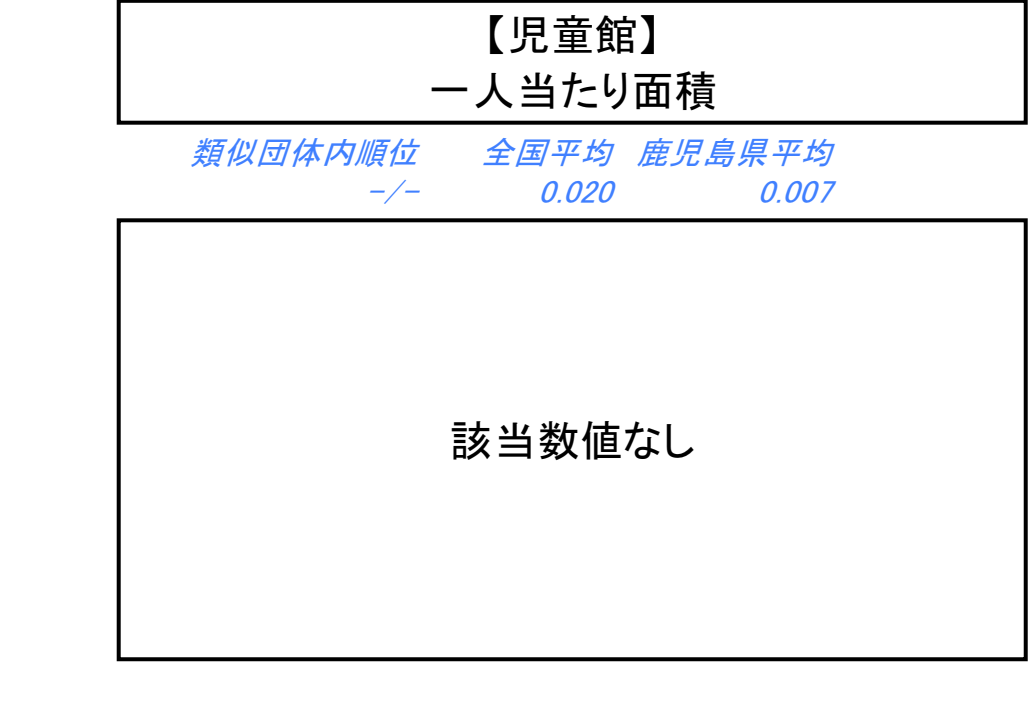 【児童館】
一人当たり面積
類似団体内順位 全国平均 鹿児島県平均
-/- 0.020 0.007
該当数値なし